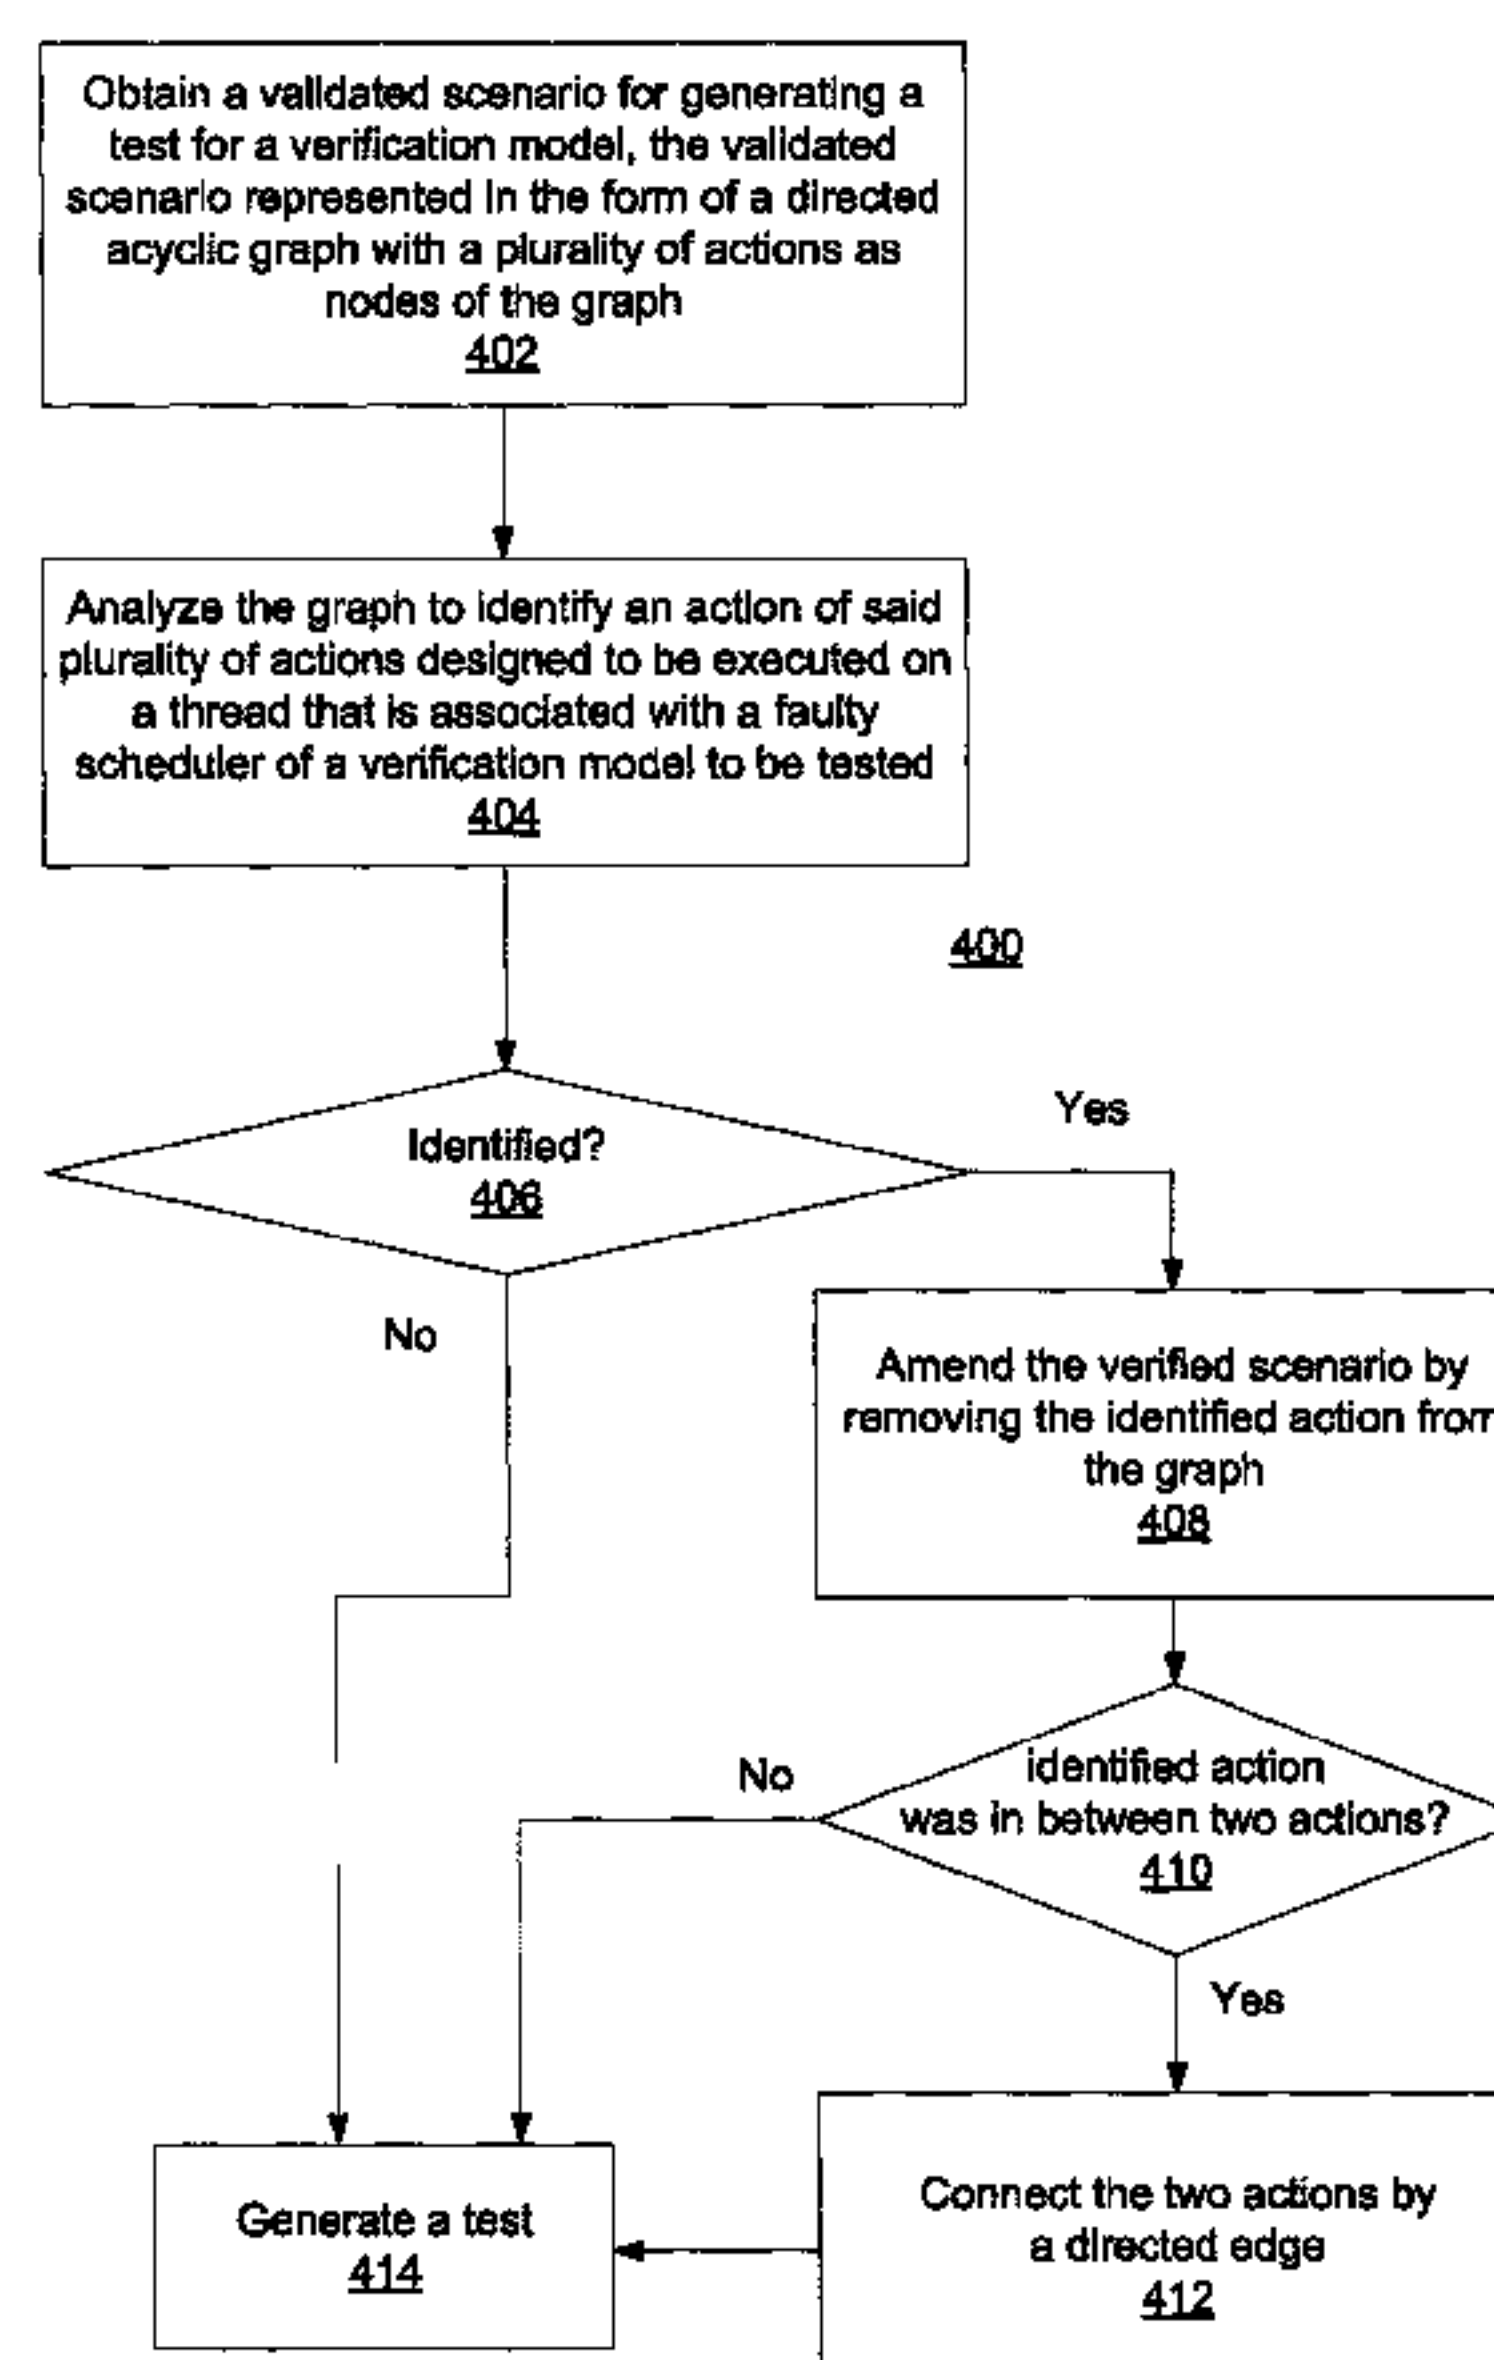 Obtain a validated scenario for generating a
test for a verification model, the validated
scenario represented in the form of a directed
acyclic graph with a plurality of actions as
nodes of the graph
402
Analyze the graph to identify an action of said
plurality of actions designed to be executed on
a thread that is associated with a faulty
scheduler of a verification model to be tested
404
400
Identified?
406
Yes
No
Amend the verified scenario by
removing the identified action from
the graph
408
identified action
was in between two actions?
410
No
Yes
Connect the two actions by
a directed edge
412
Generate a test
414